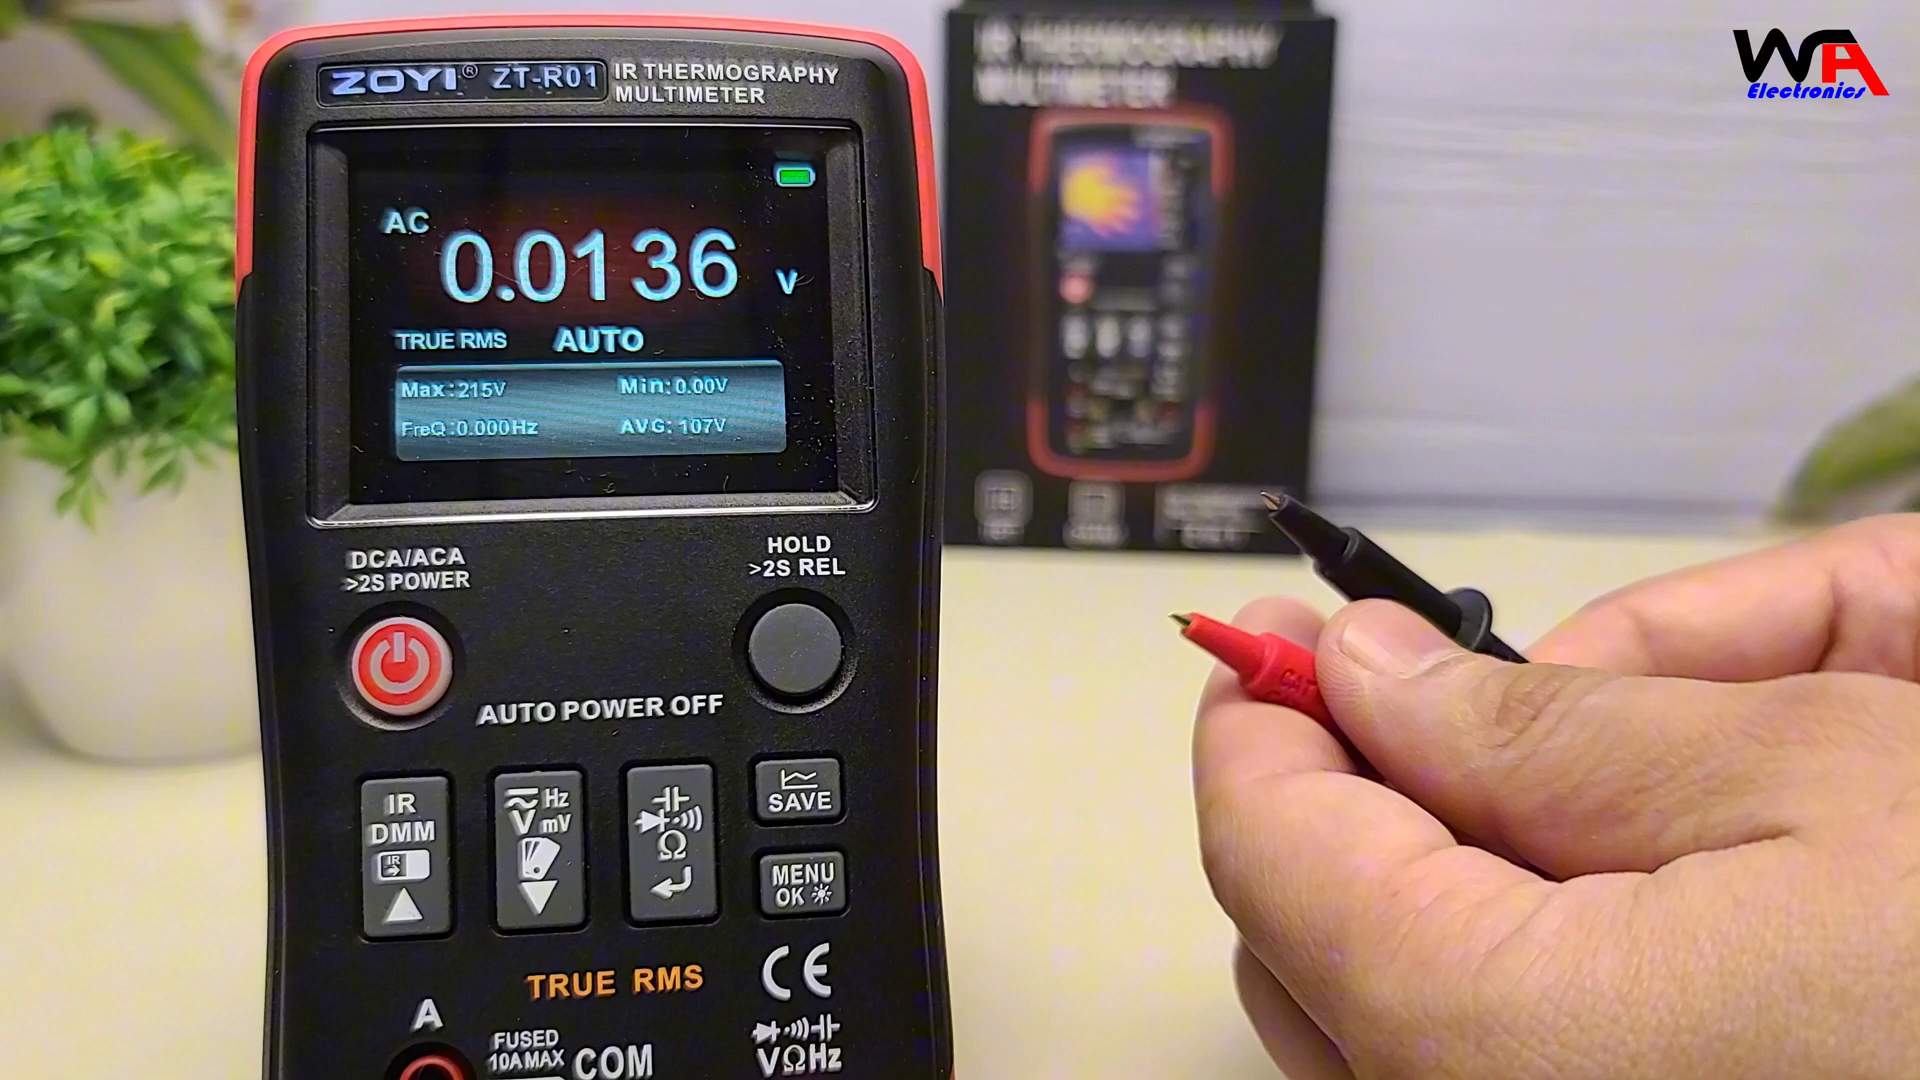 ZOYI® ZT-R01 IR THERMOGRAPHY
MULTIMETER
AC
0.0136 V
TRUE RMS AUTO
Max:215V Min:0.00V
FreQ:0.000Hz AVG:107V
DCA/ACA
>2S POWER
HOLD
>2S REL
AUTO POWER OFF
IR
DMM
IR
Hz
V mV
Ω
SAVE
MENU
OK
TRUE RMS
CE
A
FUSED
10A MAX
COM
VΩHz
IR THERMOGRAPHY
MULTIMETER
WA
Electronics
CAT